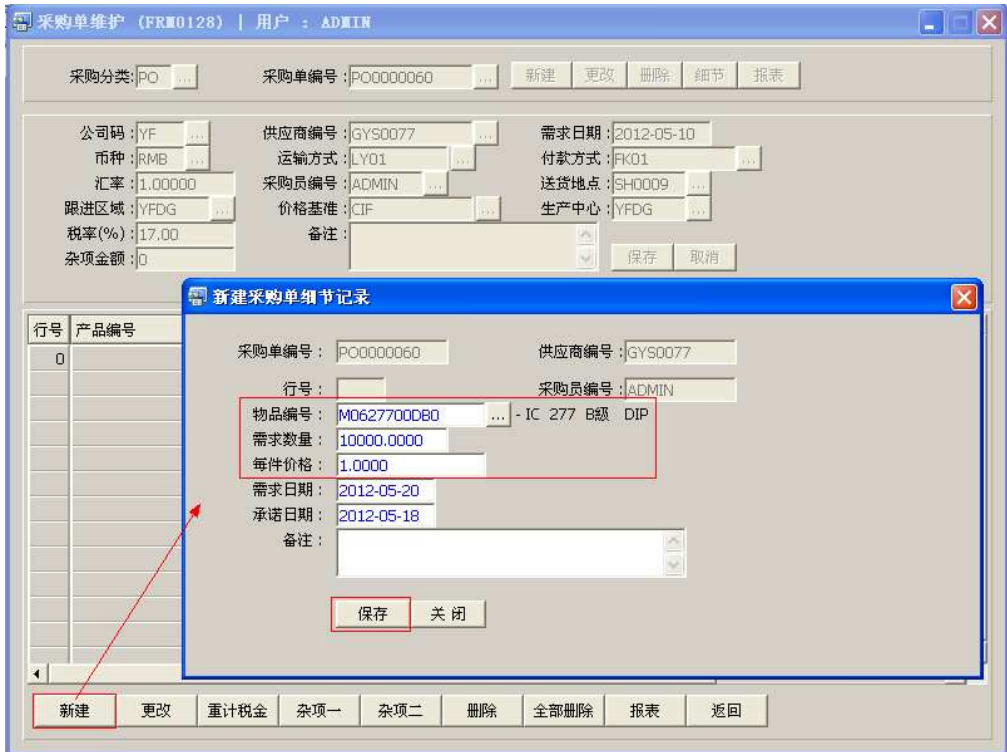 采购单维护 (FRM0128) | 用户 : ADMIN
采购分类: PO ... 采购单编号: PO0000060 ... 新建 更改 删除 细节 报表
公司码: YF ... 供应商编号: GYS0077 ... 需求日期: 2012-05-10
币种: RMB ... 运输方式: LY01 ... 付款方式: FK01 ...
汇率: 1.00000 采购员编号: ADMIN ... 送货地点: SH0009 ...
跟进区域: YFDG ... 价格基准: CIF ... 生产中心: YFDG ...
税率(%): 17.00 备注:
杂项金额: 0 保存 取消
新建采购单细节记录
行号 产品编号
0
采购单编号: PO0000060 供应商编号: GYS0077
行号: 采购员编号: ADMIN
物品编号: M0627700DB0 ... - IC 277 B級 DIP
需求数量: 10000.0000
每件价格: 1.0000
需求日期: 2012-05-20
承诺日期: 2012-05-18
备注:
保存 关闭
新建 更改 重计税金 杂项一 杂项二 删除 全部删除 报表 返回